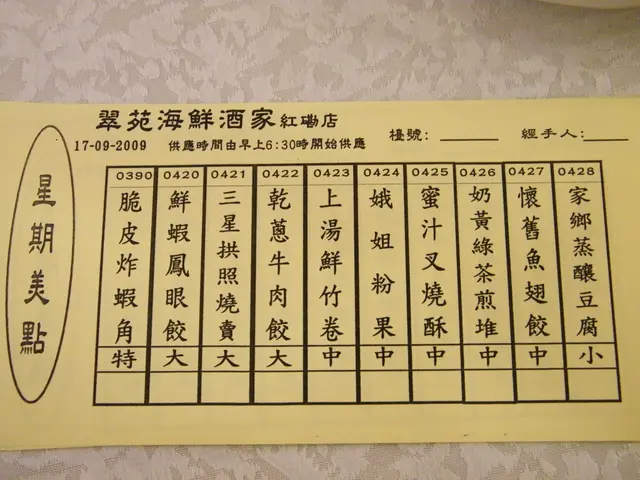 翠苑海鮮酒家紅磡店
17-09-2009 供應時間由早上6:30時開始供應 檯號: 經手人:
星期美點
0390 脆皮炸蝦角 特
0420 鮮蝦鳳眼餃 大
0421 三星拱照燒賣 大
0422 乾蔥牛肉餃 大
0423 上湯鮮竹卷 中
0424 娥姐粉果 中
0425 蜜汁叉燒酥 中
0426 奶黃綠茶煎堆 中
0427 懷舊魚翅餃 中
0428 家鄉蒸釀豆腐 小